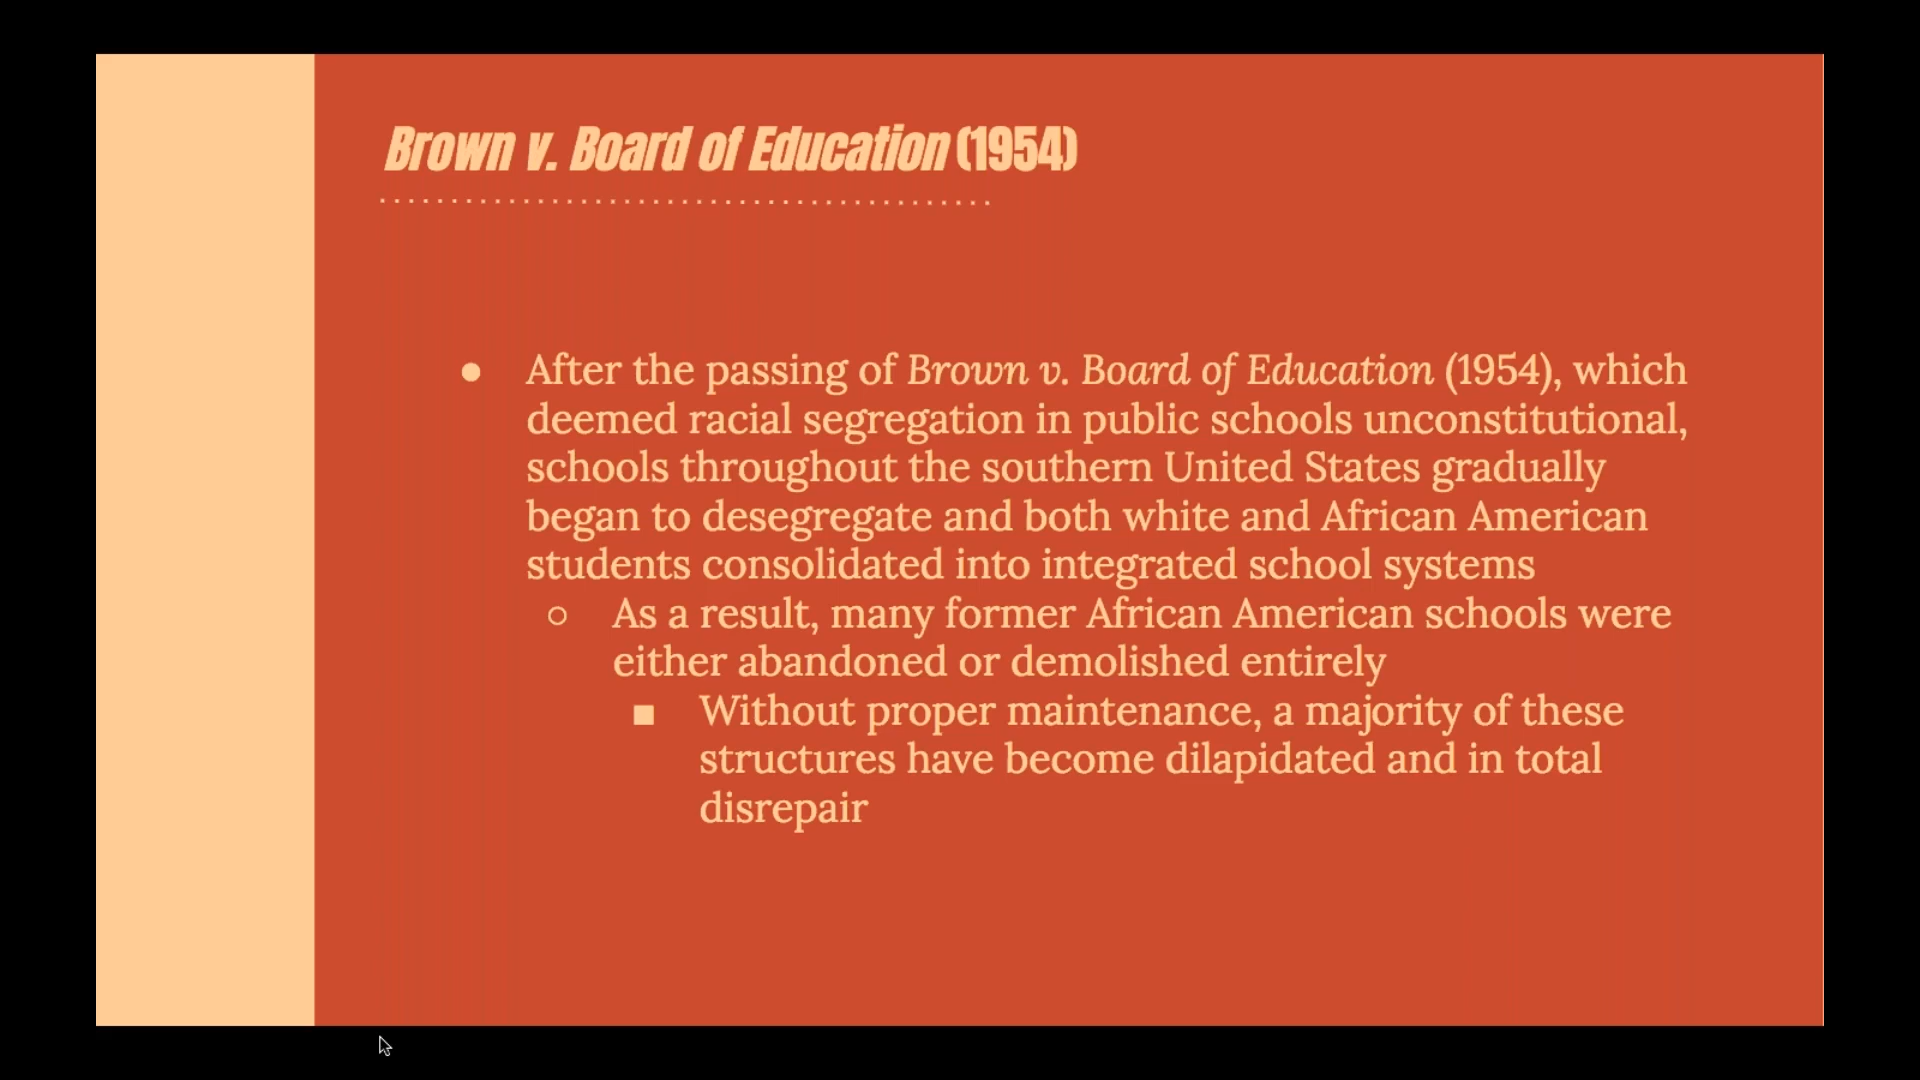 Brown v. Board of Education (1954)
● After the passing of Brown v. Board of Education (1954), which
deemed racial segregation in public schools unconstitutional,
schools throughout the southern United States gradually
began to desegregate and both white and African American
students consolidated into integrated school systems
○ As a result, many former African American schools were
either abandoned or demolished entirely
■ Without proper maintenance, a majority of these
structures have become dilapidated and in total
disrepair